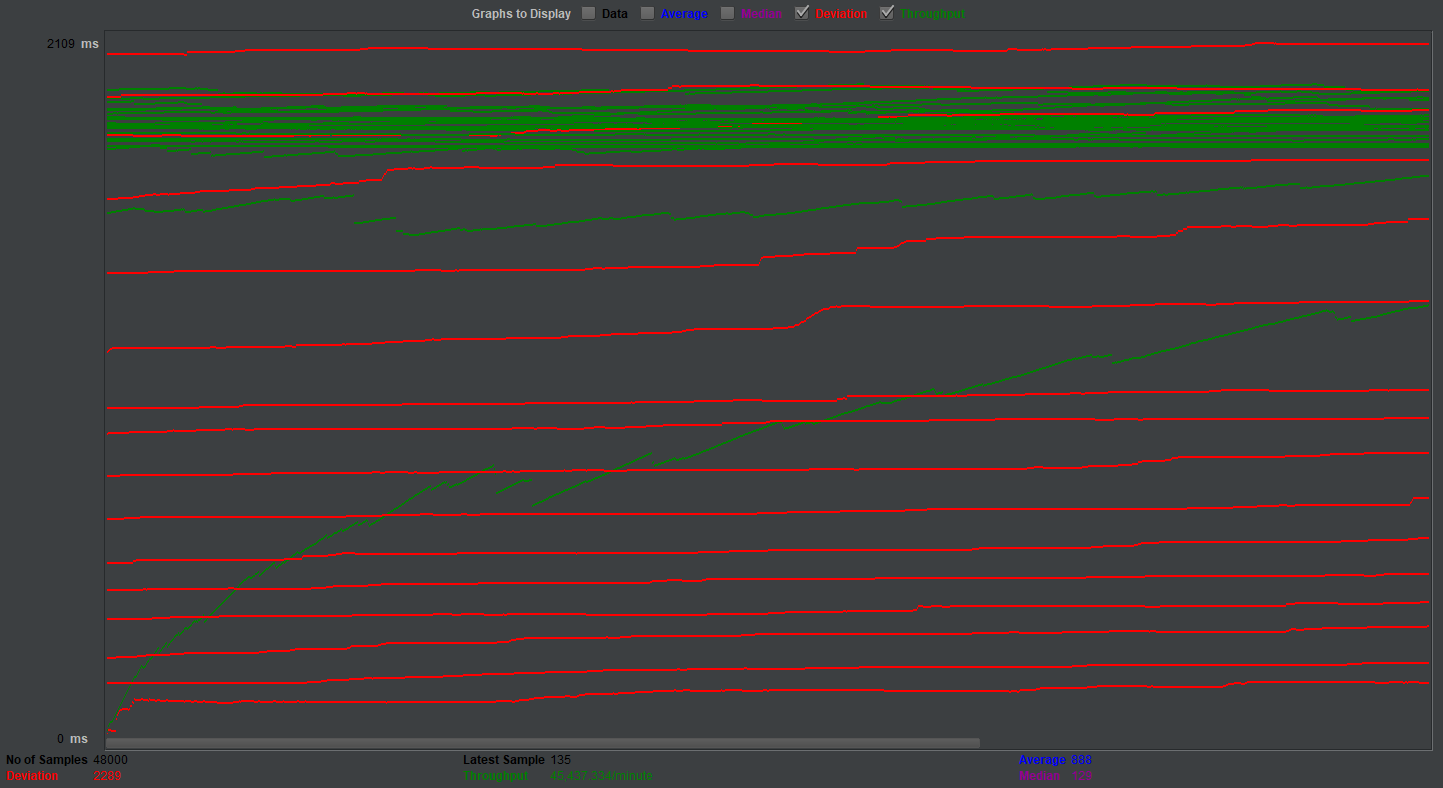 Graphs to Display Data Average Median Deviation Throughput
2109 ms
0 ms
No of Samples 48000 Latest Sample 135 Average 888
Deviation 2289 Throughput 45,437.334/minute Median